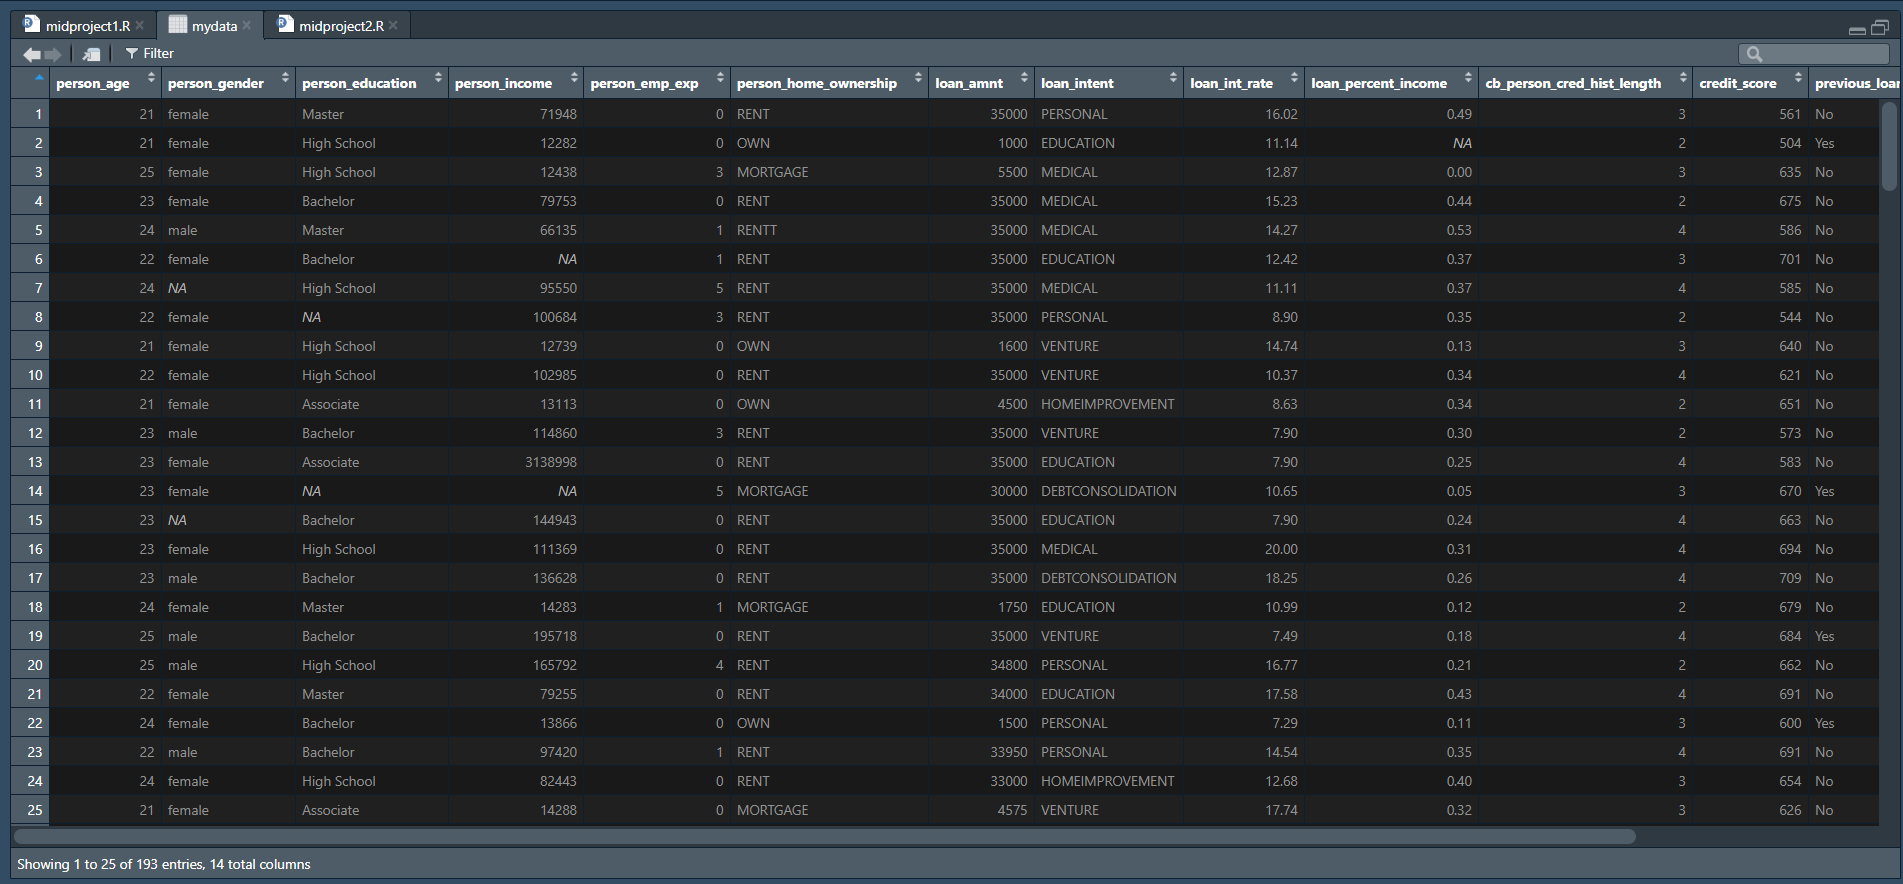 midproject1.R mydata midproject2.R
Filter
person_age person_gender person_education person_income person_emp_exp person_home_ownership loan_amnt loan_intent loan_int_rate loan_percent_income cb_person_cred_hist_length credit_score previous_loan
1 21 female Master 71948 0 RENT 35000 PERSONAL 16.02 0.49 3 561 No
2 21 female High School 12282 0 OWN 1000 EDUCATION 11.14 NA 2 504 Yes
3 25 female High School 12438 3 MORTGAGE 5500 MEDICAL 12.87 0.00 3 635 No
4 23 female Bachelor 79753 0 RENT 35000 MEDICAL 15.23 0.44 2 675 No
5 24 male Master 66135 1 RENTT 35000 MEDICAL 14.27 0.53 4 586 No
6 22 female Bachelor NA 1 RENT 35000 EDUCATION 12.42 0.37 3 701 No
7 24 NA High School 95550 5 RENT 35000 MEDICAL 11.11 0.37 4 585 No
8 22 female NA 100684 3 RENT 35000 PERSONAL 8.90 0.35 2 544 No
9 21 female High School 12739 0 OWN 1600 VENTURE 14.74 0.13 3 640 No
10 22 female High School 102985 0 RENT 35000 VENTURE 10.37 0.34 4 621 No
11 21 female Associate 13113 0 OWN 4500 HOMEIMPROVEMENT 8.63 0.34 2 651 No
12 23 male Bachelor 114860 3 RENT 35000 VENTURE 7.90 0.30 2 573 No
13 23 female Associate 3138998 0 RENT 35000 EDUCATION 7.90 0.25 4 583 No
14 23 female NA NA 5 MORTGAGE 30000 DEBTCONSOLIDATION 10.65 0.05 3 670 Yes
15 23 NA Bachelor 144943 0 RENT 35000 EDUCATION 7.90 0.24 4 663 No
16 23 female High School 111369 0 RENT 35000 MEDICAL 20.00 0.31 4 694 No
17 23 male Bachelor 136628 0 RENT 35000 DEBTCONSOLIDATION 18.25 0.26 4 709 No
18 24 female Master 14283 1 MORTGAGE 1750 EDUCATION 10.99 0.12 2 679 No
19 25 male Bachelor 195718 0 RENT 35000 VENTURE 7.49 0.18 4 684 Yes
20 25 male High School 165792 4 RENT 34800 PERSONAL 16.77 0.21 2 662 No
21 22 female Master 79255 0 RENT 34000 EDUCATION 17.58 0.43 4 691 No
22 24 female Bachelor 13866 0 OWN 1500 PERSONAL 7.29 0.11 3 600 Yes
23 22 male Bachelor 97420 1 RENT 33950 PERSONAL 14.54 0.35 4 691 No
24 24 female High School 82443 0 RENT 33000 HOMEIMPROVEMENT 12.68 0.40 3 654 No
25 21 female Associate 14288 0 MORTGAGE 4575 VENTURE 17.74 0.32 3 626 No
Showing 1 to 25 of 193 entries, 14 total columns